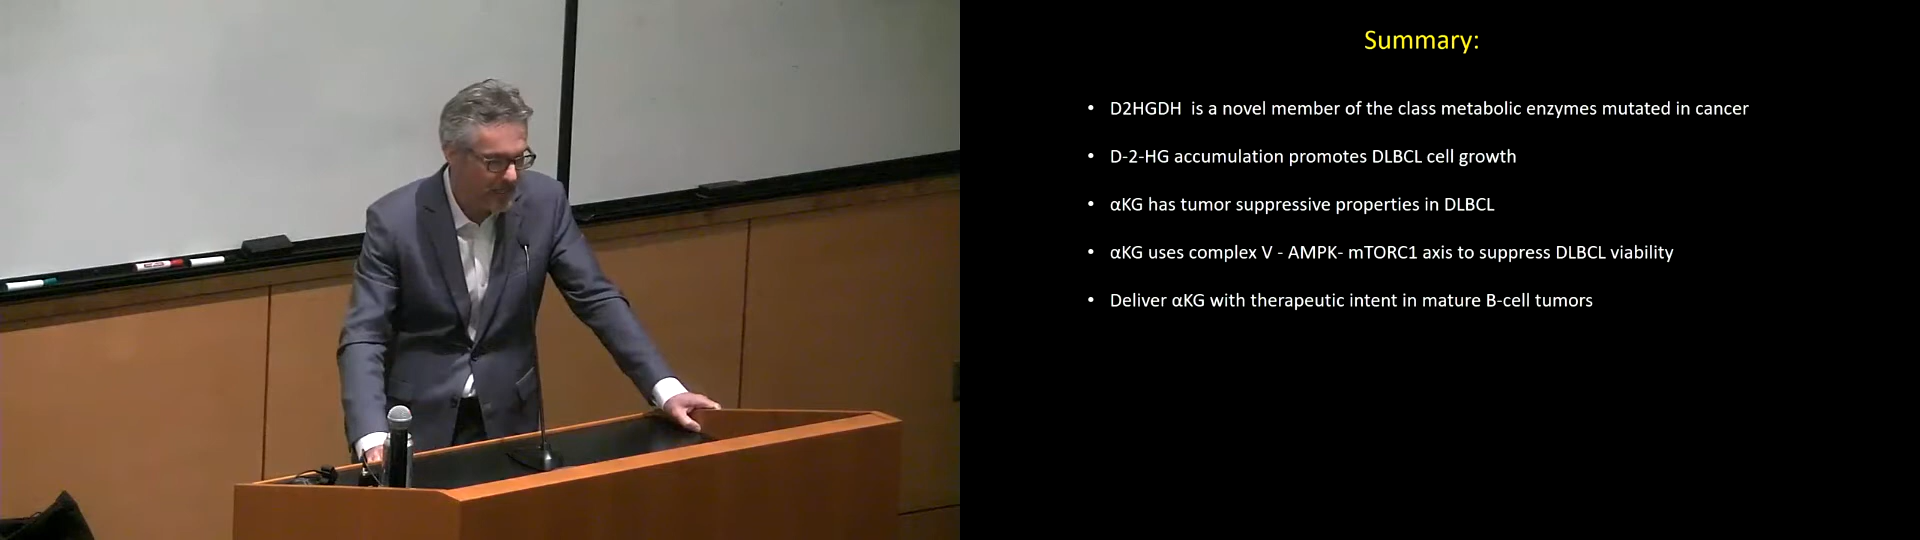 Summary:
• D2HGDH  is a novel member of the class metabolic enzymes mutated in cancer
• D-2-HG accumulation promotes DLBCL cell growth
• αKG has tumor suppressive properties in DLBCL
• αKG uses complex V - AMPK- mTORC1 axis to suppress DLBCL viability
• Deliver αKG with therapeutic intent in mature B-cell tumors